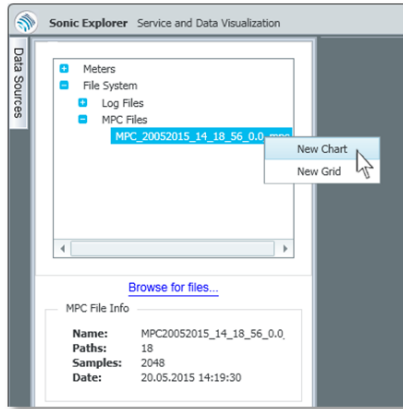 Sonic Explorer Service and Data Visualization
Data Sources
Meters
File System
Log Files
MPC Files
MPC_20052015_14_18_56_0.0_mpc
New Chart
New Grid
Browse for files...
MPC File Info
Name: MPC20052015_14_18_56_0.0_
Paths: 18
Samples: 2048
Date: 20.05.2015 14:19:30